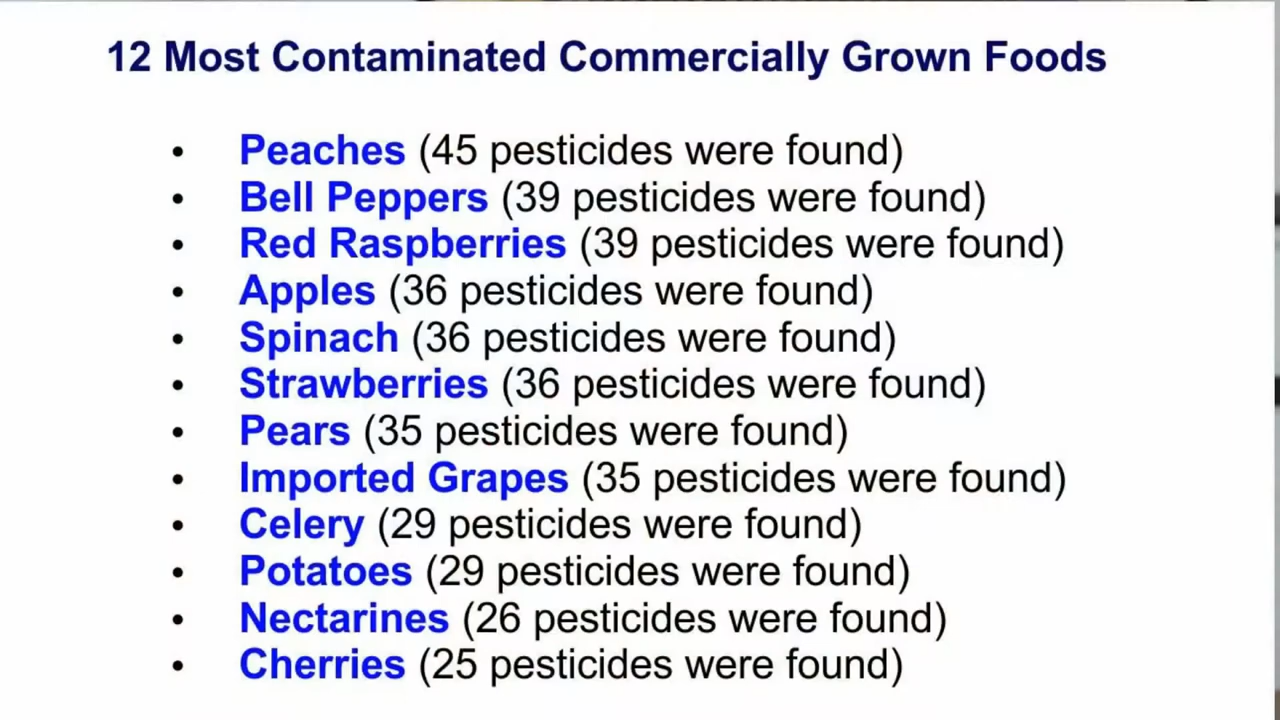 12 Most Contaminated Commercially Grown Foods
• Peaches (45 pesticides were found)
• Bell Peppers (39 pesticides were found)
• Red Raspberries (39 pesticides were found)
• Apples (36 pesticides were found)
• Spinach (36 pesticides were found)
• Strawberries (36 pesticides were found)
• Pears (35 pesticides were found)
• Imported Grapes (35 pesticides were found)
• Celery (29 pesticides were found)
• Potatoes (29 pesticides were found)
• Nectarines (26 pesticides were found)
• Cherries (25 pesticides were found)